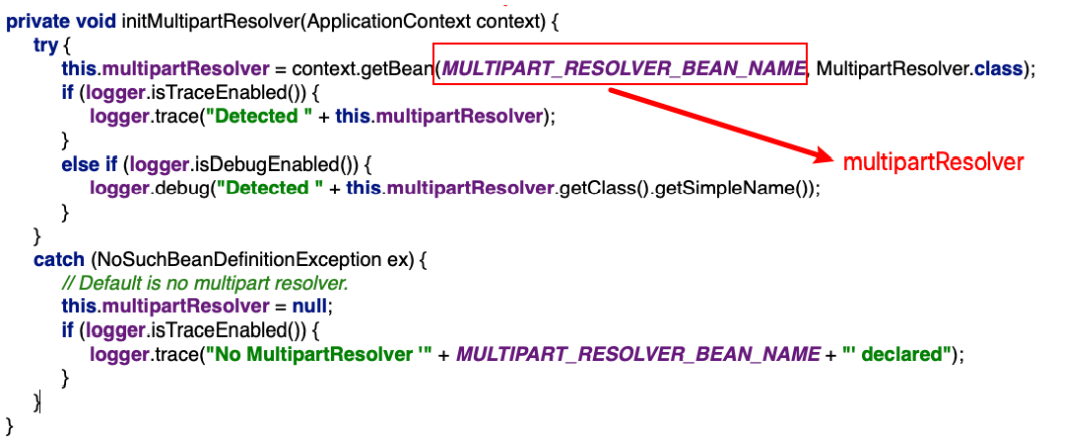 private void initMultipartResolver(ApplicationContext context) {
try {
this.multipartResolver = context.getBean(MULTIPART_RESOLVER_BEAN_NAME, MultipartResolver.class);
if (logger.isTraceEnabled()) {
logger.trace("Detected " + this.multipartResolver);
}
else if (logger.isDebugEnabled()) {
multipartResolver
logger.debug("Detected " + this.multipartResolver.getClass().getSimpleName());
}
}
catch (NoSuchBeanDefinitionException ex) {
// Default is no multipart resolver.
this.multipartResolver = null;
if (logger.isTraceEnabled()) {
logger.trace("No MultipartResolver '" + MULTIPART_RESOLVER_BEAN_NAME + "' declared");
}
}
}